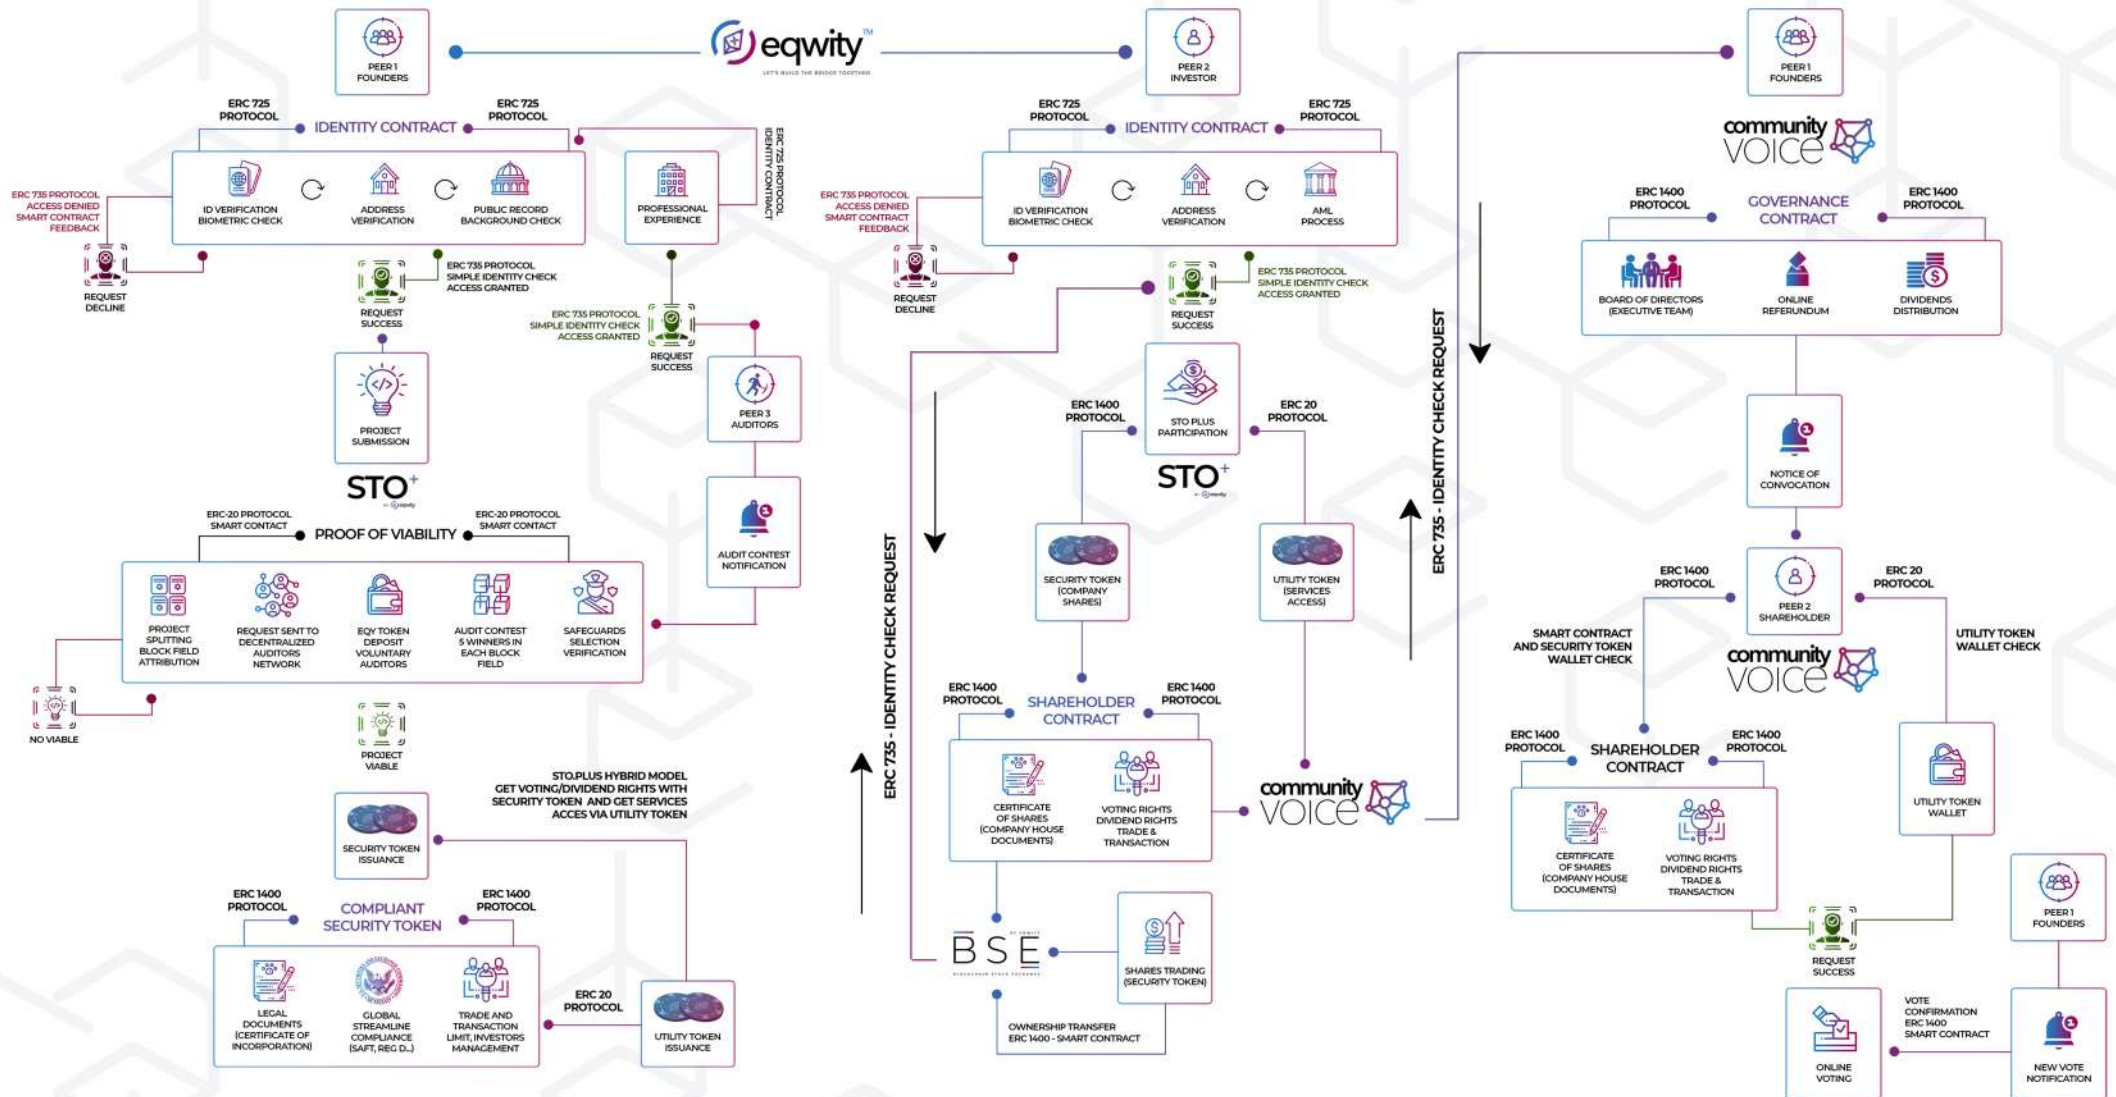 PEER 1
FOUNDERS
eqwity™
LET'S BUILD THE BRIDGE TOGETHER
PEER 2
INVESTOR
ERC 725
PROTOCOL
IDENTITY CONTRACT
ERC 725
PROTOCOL
ID VERIFICATION
BIOMETRIC CHECK
ADDRESS
VERIFICATION
PUBLIC RECORD
BACKGROUND CHECK
PROFESSIONAL
EXPERIENCE
ERC 725 PROTOCOL
IDENTITY CONTRACT
ERC 735 PROTOCOL
ACCESS DENIED
SMART CONTRACT
FEEDBACK
REQUEST
DECLINE
ERC 735 PROTOCOL
SIMPLE IDENTITY CHECK
ACCESS GRANTED
REQUEST
SUCCESS
ERC 735 PROTOCOL
SIMPLE IDENTITY CHECK
ACCESS GRANTED
REQUEST
SUCCESS
PROJECT
SUBMISSION
PEER 3
AUDITORS
AUDIT CONTEST
NOTIFICATION
STO+
ERC-20 PROTOCOL
SMART CONTACT
PROOF OF VIABILITY
ERC-20 PROTOCOL
SMART CONTACT
PROJECT
SPLITTING
BLOCK FIELD
ATTRIBUTION
REQUEST SENT TO
DECENTRALIZED
AUDITORS
NETWORK
EQY TOKEN
DEPOSIT
VOLUNTARY
AUDITORS
AUDIT CONTEST
5 WINNERS IN
EACH BLOCK
FIELD
SAFEGUARDS
SELECTION
VERIFICATION
NO VIABLE
PROJECT
VIABLE
STO.PLUS HYBRID MODEL
GET VOTING/DIVIDEND RIGHTS WITH
SECURITY TOKEN AND GET SERVICES
ACCES VIA UTILITY TOKEN
SECURITY TOKEN
ISSUANCE
ERC 1400
PROTOCOL
COMPLIANT
SECURITY TOKEN
ERC 1400
PROTOCOL
LEGAL
DOCUMENTS
(CERTIFICATE OF
INCORPORATION)
GLOBAL
STREAMLINE
COMPLIANCE
(SAFT, REG D...)
TRADE AND
TRANSACTION
LIMIT, INVESTORS
MANAGEMENT
ERC 20
PROTOCOL
UTILITY TOKEN
ISSUANCE
ERC 725
PROTOCOL
IDENTITY CONTRACT
ERC 725
PROTOCOL
ID VERIFICATION
BIOMETRIC CHECK
ADDRESS
VERIFICATION
AML
PROCESS
ERC 735 PROTOCOL
ACCESS DENIED
SMART CONTRACT
FEEDBACK
REQUEST
DECLINE
ERC 735 PROTOCOL
SIMPLE IDENTITY CHECK
ACCESS GRANTED
REQUEST
SUCCESS
ERC 1400
PROTOCOL
STO PLUS
PARTICIPATION
ERC 20
PROTOCOL
STO+
SECURITY TOKEN
(COMPANY
SHARES)
UTILITY TOKEN
(SERVICES
ACCESS)
ERC 735 - IDENTITY CHECK REQUEST
ERC 1400
PROTOCOL
SHAREHOLDER
CONTRACT
ERC 1400
PROTOCOL
CERTIFICATE
OF SHARES
(COMPANY HOUSE
DOCUMENTS)
VOTING RIGHTS
DIVIDEND RIGHTS
TRADE &
TRANSACTION
community
VOICE
BSE
BLOCKCHAIN STOCK EXCHANGE
SHARES TRADING
(SECURITY TOKEN)
OWNERSHIP TRANSFER
ERC 1400 - SMART CONTRACT
ERC 735 - IDENTITY CHECK REQUEST
PEER 1
FOUNDERS
community
VOICE
ERC 1400
PROTOCOL
GOVERNANCE
CONTRACT
ERC 1400
PROTOCOL
BOARD OF DIRECTORS
(EXECUTIVE TEAM)
ONLINE
REFERUNDUM
DIVIDENDS
DISTRIBUTION
NOTICE OF
CONVOCATION
ERC 1400
PROTOCOL
PEER 2
SHAREHOLDER
ERC 20
PROTOCOL
SMART CONTRACT
AND SECURITY TOKEN
WALLET CHECK
community
VOICE
UTILITY TOKEN
WALLET CHECK
ERC 1400
PROTOCOL
SHAREHOLDER
CONTRACT
ERC 1400
PROTOCOL
CERTIFICATE
OF SHARES
(COMPANY HOUSE
DOCUMENTS)
VOTING RIGHTS
DIVIDEND RIGHTS
TRADE &
TRANSACTION
UTILITY TOKEN
WALLET
REQUEST
SUCCESS
PEER 1
FOUNDERS
NEW VOTE
NOTIFICATION
VOTE
CONFIRMATION
ERC 1400
SMART CONTRACT
ONLINE
VOTING